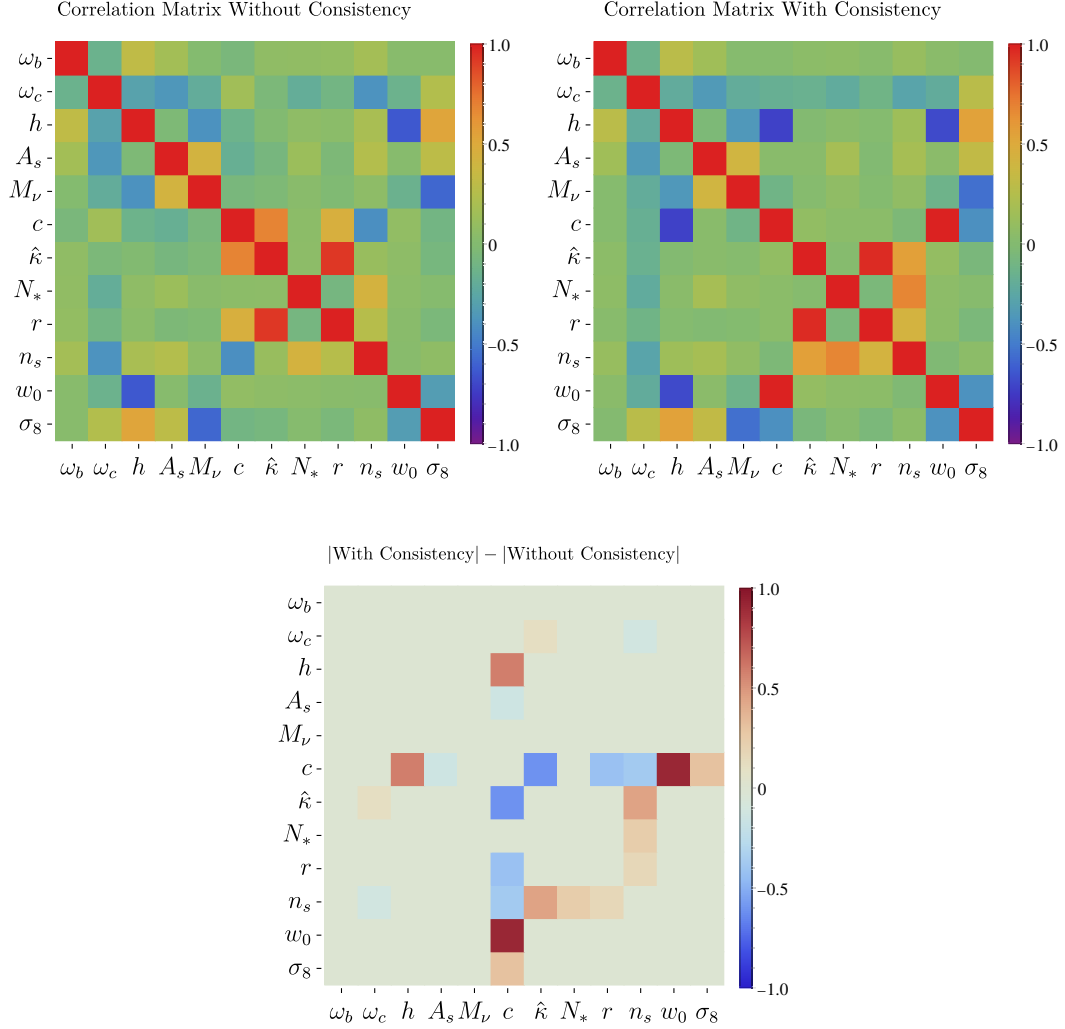 Correlation Matrix Without Consistency
ω_b
ω_c
h
A_s
M_ν
c
κ̂
N_*
r
n_s
w_0
σ_8
ω_b ω_c h A_s M_ν c κ̂ N_* r n_s w_0 σ_8
1.0
0.5
0
−0.5
−1.0
Correlation Matrix With Consistency
ω_b
ω_c
h
A_s
M_ν
c
κ̂
N_*
r
n_s
w_0
σ_8
ω_b ω_c h A_s M_ν c κ̂ N_* r n_s w_0 σ_8
1.0
0.5
0
−0.5
−1.0
|With Consistency| − |Without Consistency|
ω_b
ω_c
h
A_s
M_ν
c
κ̂
N_*
r
n_s
w_0
σ_8
ω_b ω_c h A_s M_ν c κ̂ N_* r n_s w_0 σ_8
1.0
0.5
0
−0.5
−1.0